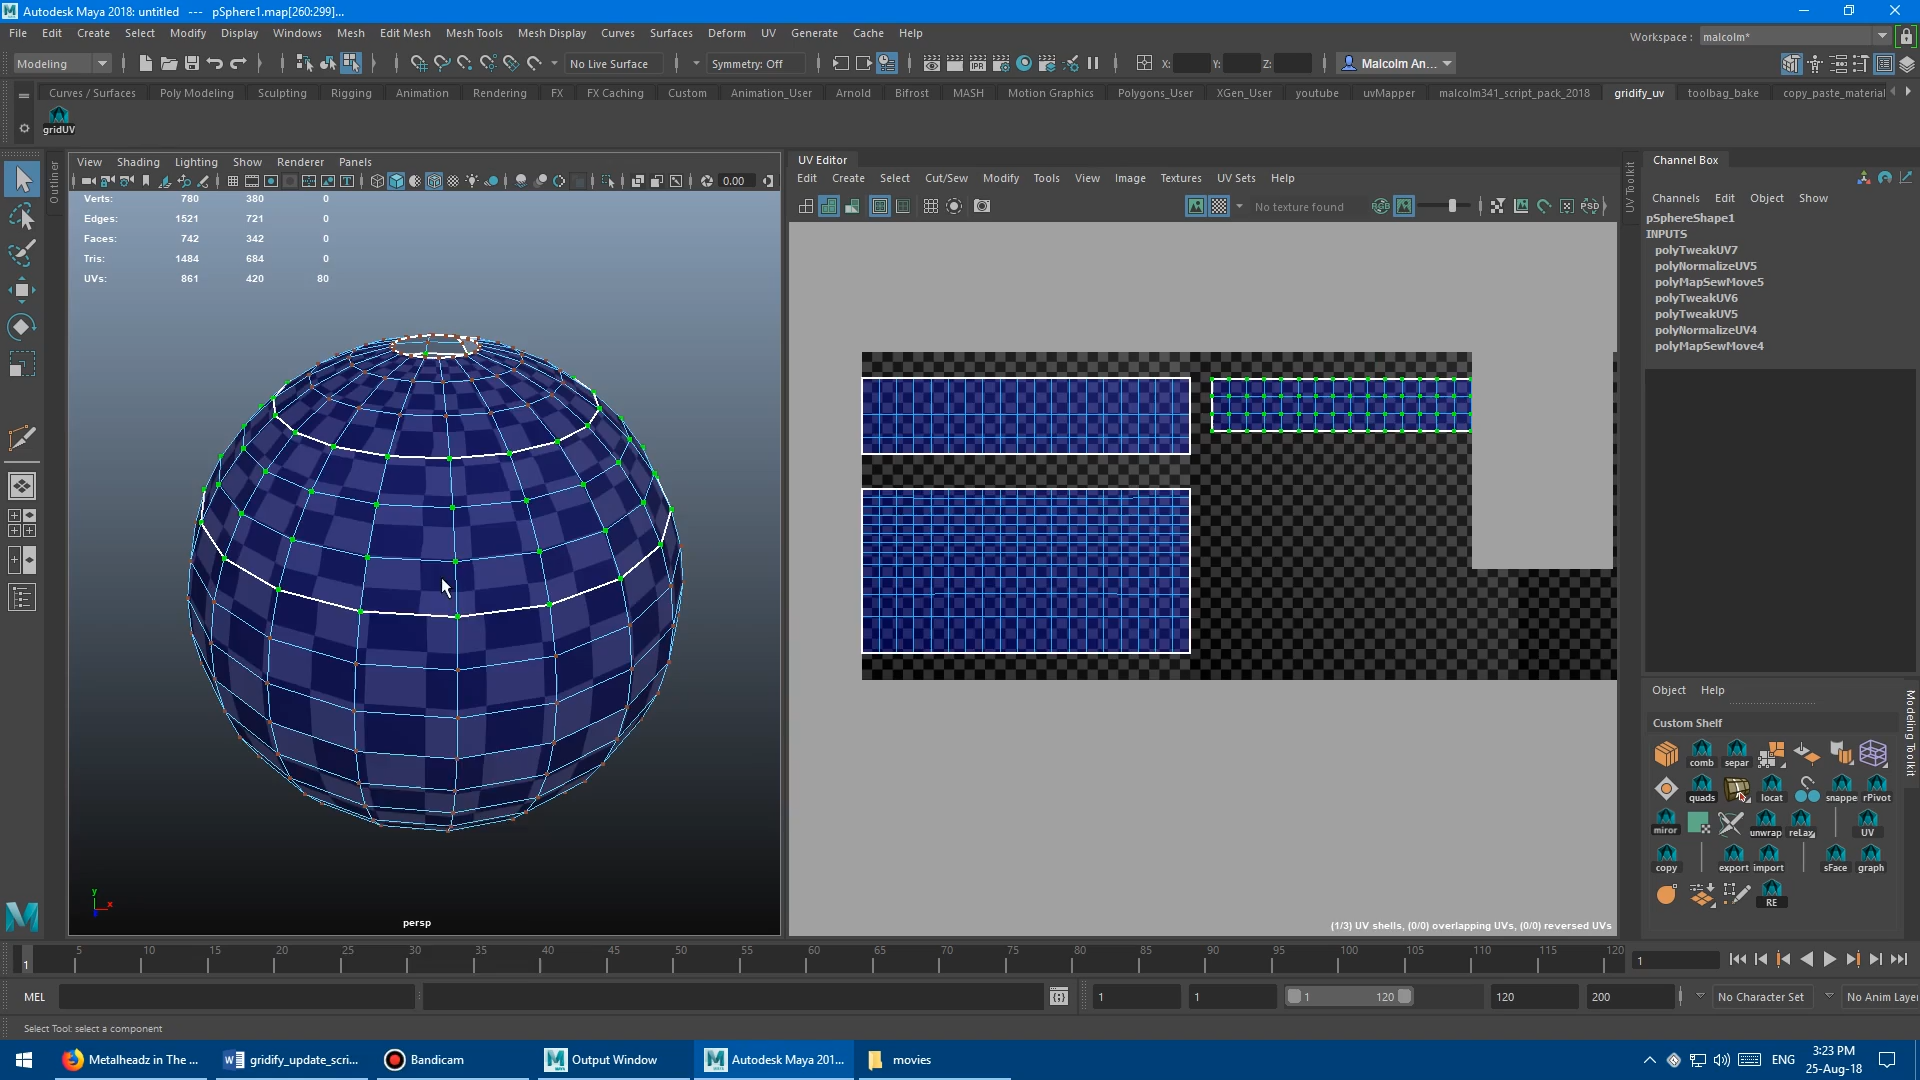 Autodesk Maya 2018: untitled   ---   pSphere1.map[260:299]...
File Edit Create Select Modify Display Windows Mesh Edit Mesh Mesh Tools Mesh Display Curves Surfaces Deform UV Generate Cache Help
Workspace : malcolm*
Modeling No Live Surface Symmetry: Off X: Y: Z: Malcolm An...
Curves / Surfaces Poly Modeling Sculpting Rigging Animation Rendering FX FX Caching Custom Animation_User Arnold Bifrost MASH Motion Graphics Polygons_User XGen_User youtube uvMapper malcolm341_script_pack_2018 gridify_uv toolbag_bake copy_paste_material
gridUV
Outliner
View Shading Lighting Show Renderer Panels
0.00
Verts: 780 380 0
Edges: 1521 721 0
Faces: 742 342 0
Tris: 1484 684 0
UVs: 861 420 80
y
x
persp
UV Editor
Edit Create Select Cut/Sew Modify Tools View Image Textures UV Sets Help
No texture found
RGB
PSD
(1/3) UV shells, (0/0) overlapping UVs, (0/0) reversed UVs
UV Toolkit
Channel Box
Channels Edit Object Show
pSphereShape1
INPUTS
polyTweakUV7
polyNormalizeUV5
polyMapSewMove5
polyTweakUV6
polyTweakUV5
polyNormalizeUV4
polyMapSewMove4
Object Help
Custom Shelf
comb separ
quads locat snappe rPivot
miror unwrap reLax UV
copy export import sFace graph
RE
Modeling Toolkit
1 5 10 15 20 25 30 35 40 45 50 55 60 65 70 75 80 85 90 95 100 105 110 115 120 1
MEL 1 1 1 120 120 200 No Character Set No Anim Layer
Select Tool: select a component
Metalheadz in The ... gridify_update_scri... Bandicam Output Window Autodesk Maya 201... movies ENG
3:23 PM
25-Aug-18